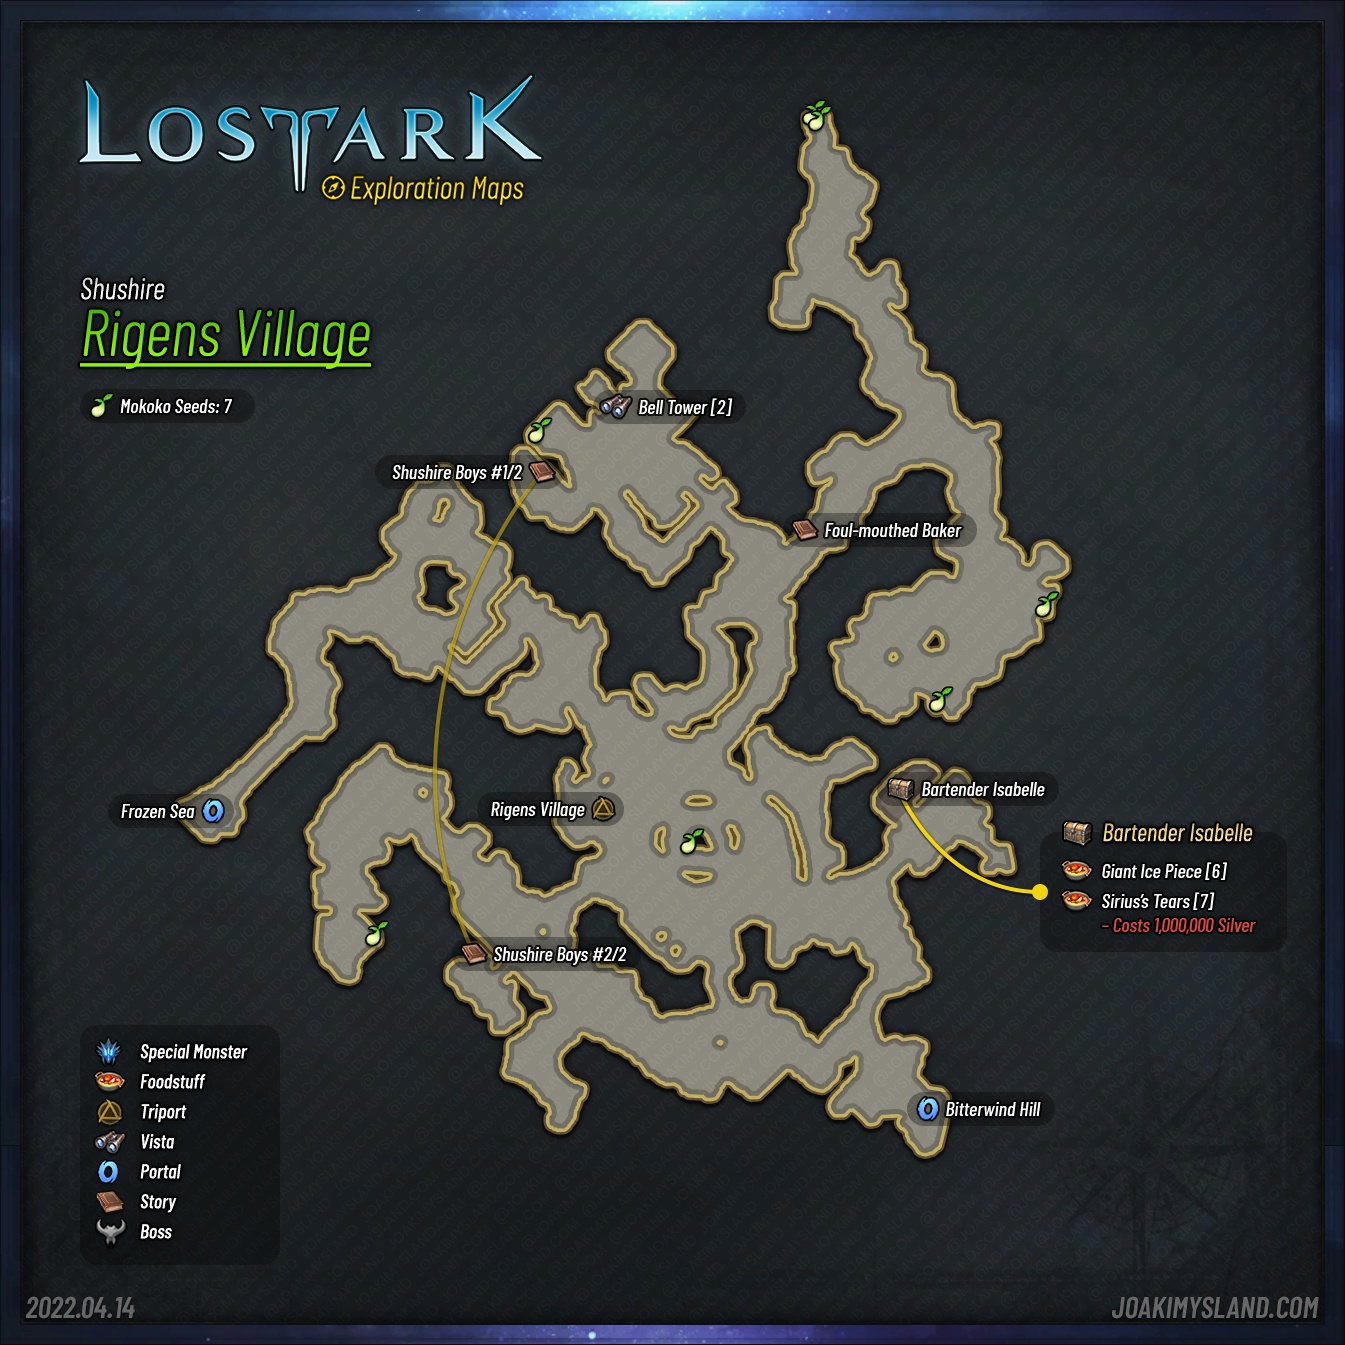 LOST ARK
Exploration Maps
Shushire
Rigens Village
Mokoko Seeds: 7
Bell Tower [2]
Shushire Boys #1/2
Foul-mouthed Baker
Frozen Sea
Rigens Village
Bartender Isabelle
Bartender Isabelle
Giant Ice Piece [6]
Sirius's Tears [7]
- Costs 1,000,000 Silver
Shushire Boys #2/2
Bitterwind Hill
Special Monster
Foodstuff
Triport
Vista
Portal
Story
Boss
2022.04.14
JOAKIMYSLAND.COM